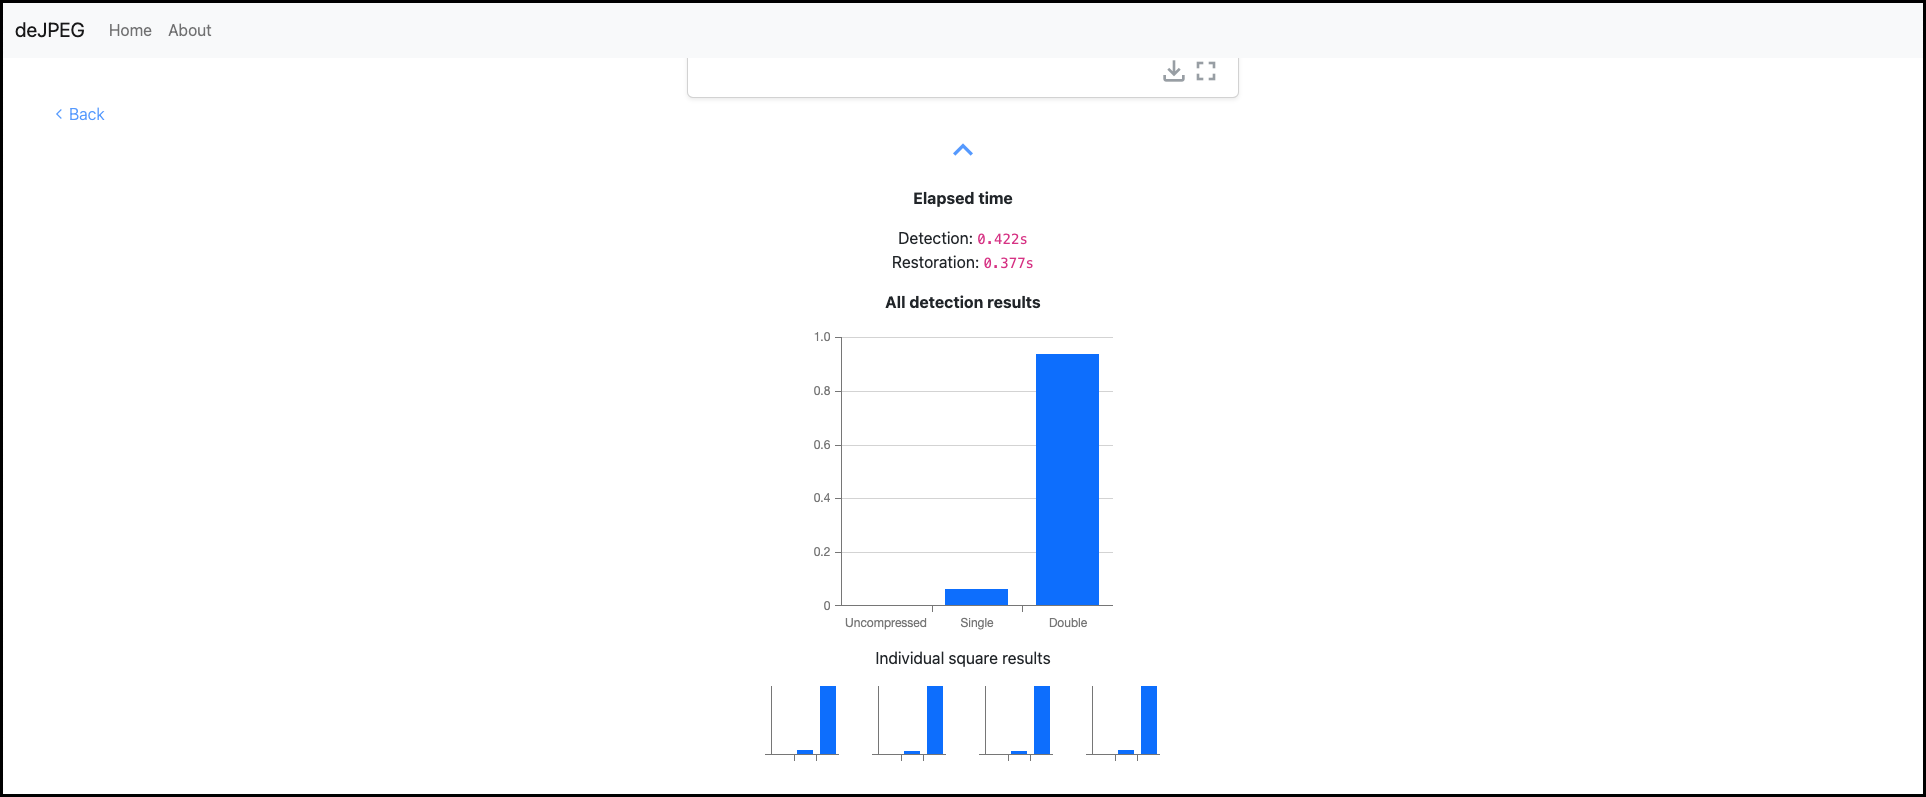 deJPEG Home About
Back
Elapsed time
Detection: 0.422s
Restoration: 0.377s
All detection results
1.0
0.8
0.6
0.4
0.2
0
Uncompressed Single Double
Individual square results